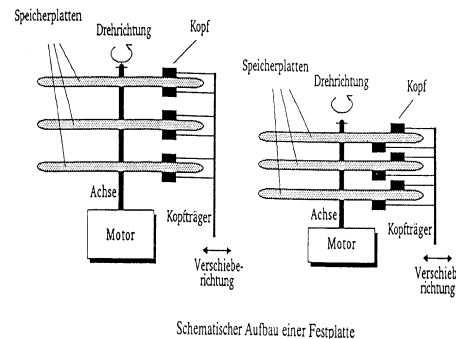 Speicherplatten
Drehrichtung
Kopf
Achse
Motor
Kopfträger
Verschiebe-
richtung
Speicherplatten
Drehrichtung
Kopf
Achse
Motor
Kopfträger
Verschieb
richtung
Schematischer Aufbau einer Festplatte